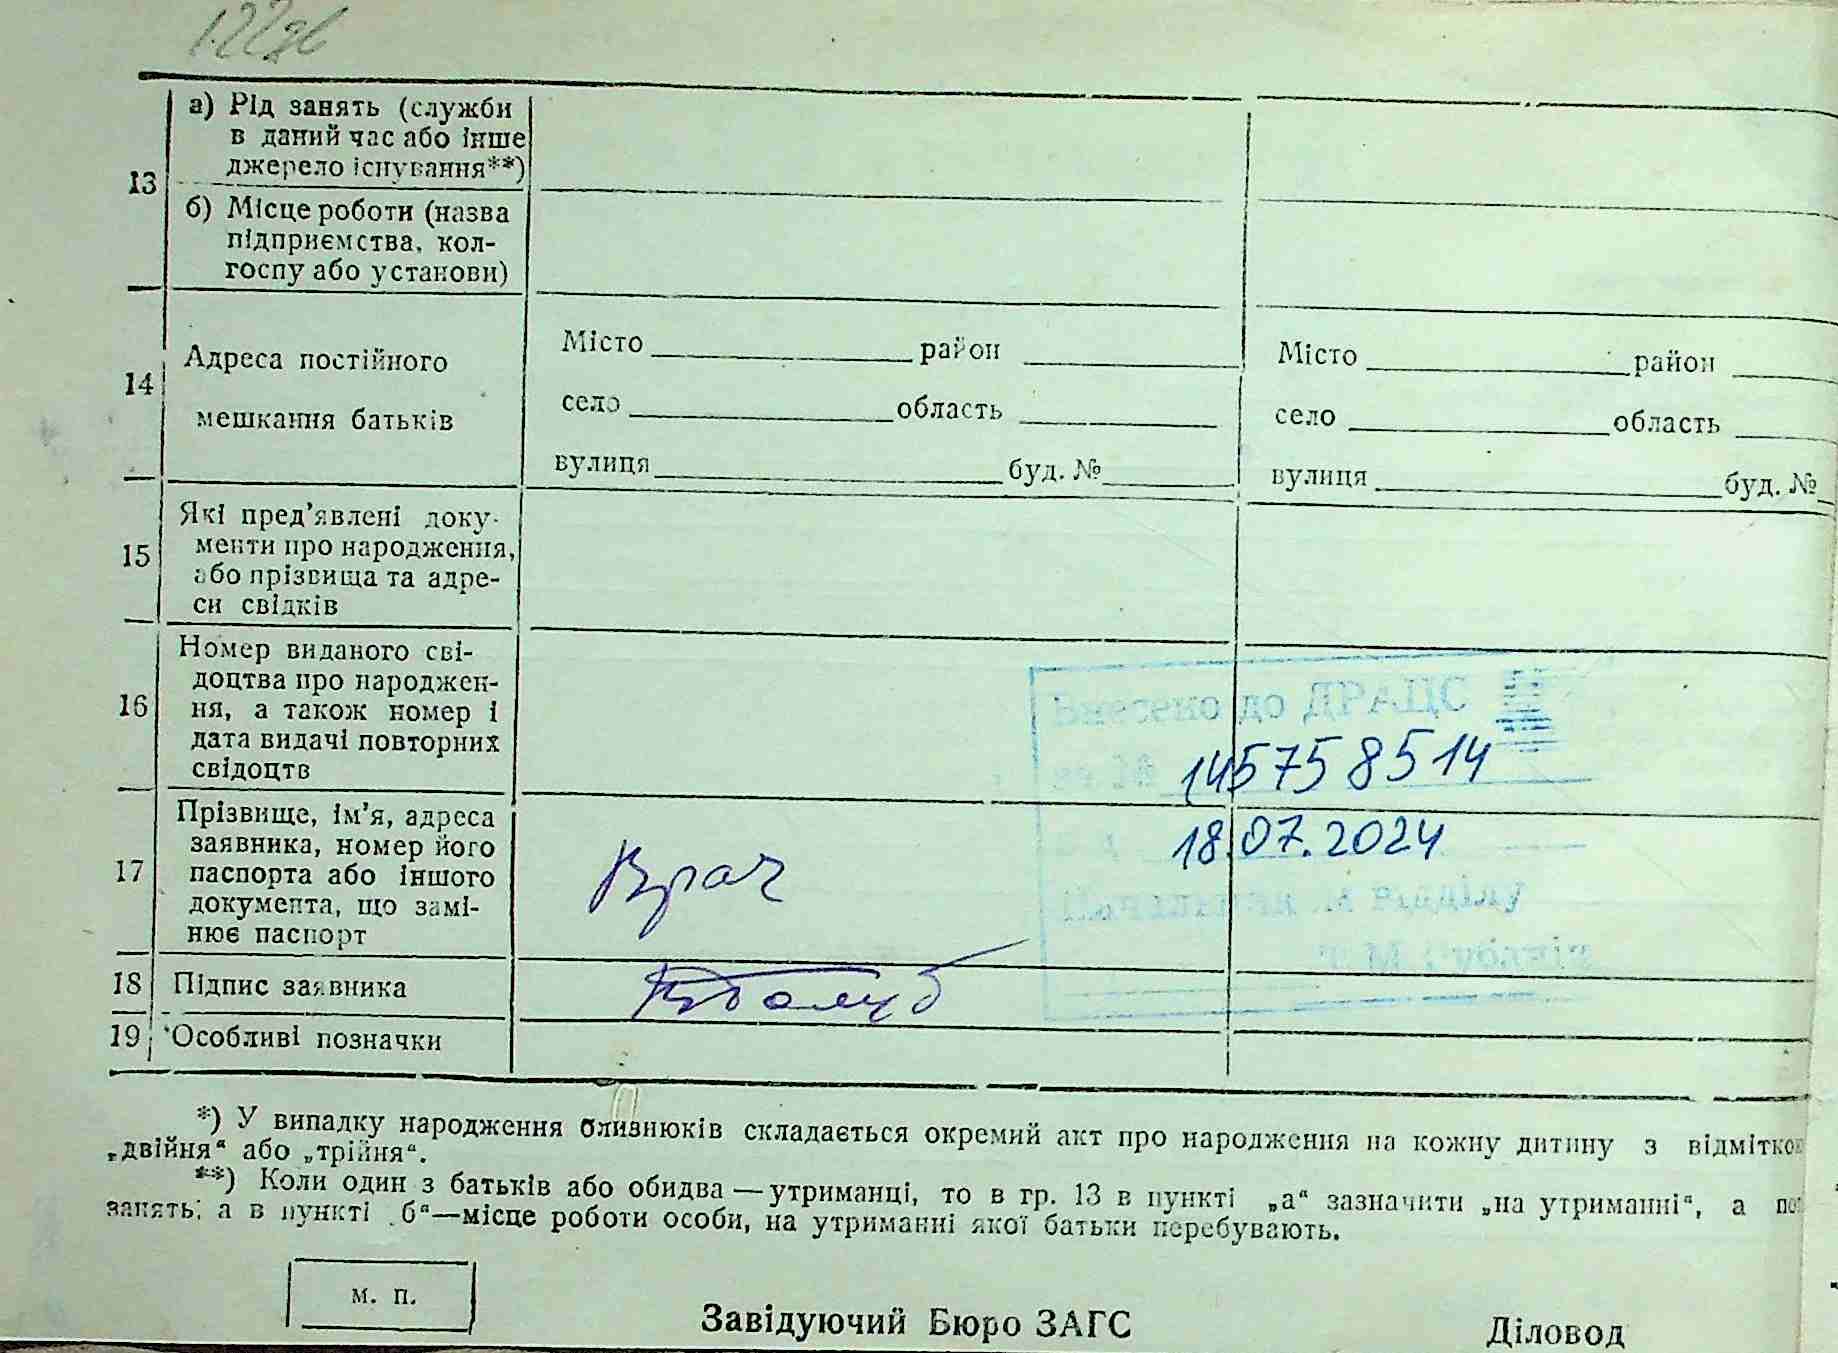 122зв
13
а) Рід занять (служби
в даний час або інше
джерело існування**)
б) Місце роботи (назва
підприємства, кол-
госпу або установи)
14
Адреса постійного
мешкання батьків
Місто район
село область
вулиця буд. №
Місто район
село область
вулиця буд. №
15
Які пред'явлені доку-
менти про народження,
або прізвища та адре-
си свідків
16
Номер виданого сві-
доцтва про народжен-
ня, а також номер і
дата видачі повторних
свідоцтв
Внесено до ДРАЦС
за № 145758514
18.07.2024
відділу
17
Прізвище, ім'я, адреса
заявника, номер його
паспорта або іншого
документа, що замі-
нює паспорт
Врач
18 Підпис заявника
19 Особливі позначки
*) У випадку народження близнюків складається окремий акт про народження на кожну дитину з відміткою
„двійня“ або „трійня“.
**) Коли один з батьків або обидва — утриманці, то в гр. 13 в пункті „а“ зазначити „на утриманні“, а
занять, а в пункті „б“—місце роботи особи, на утриманні якої батьки перебувають.
м. п.
Завідуючий Бюро ЗАГС
Діловод